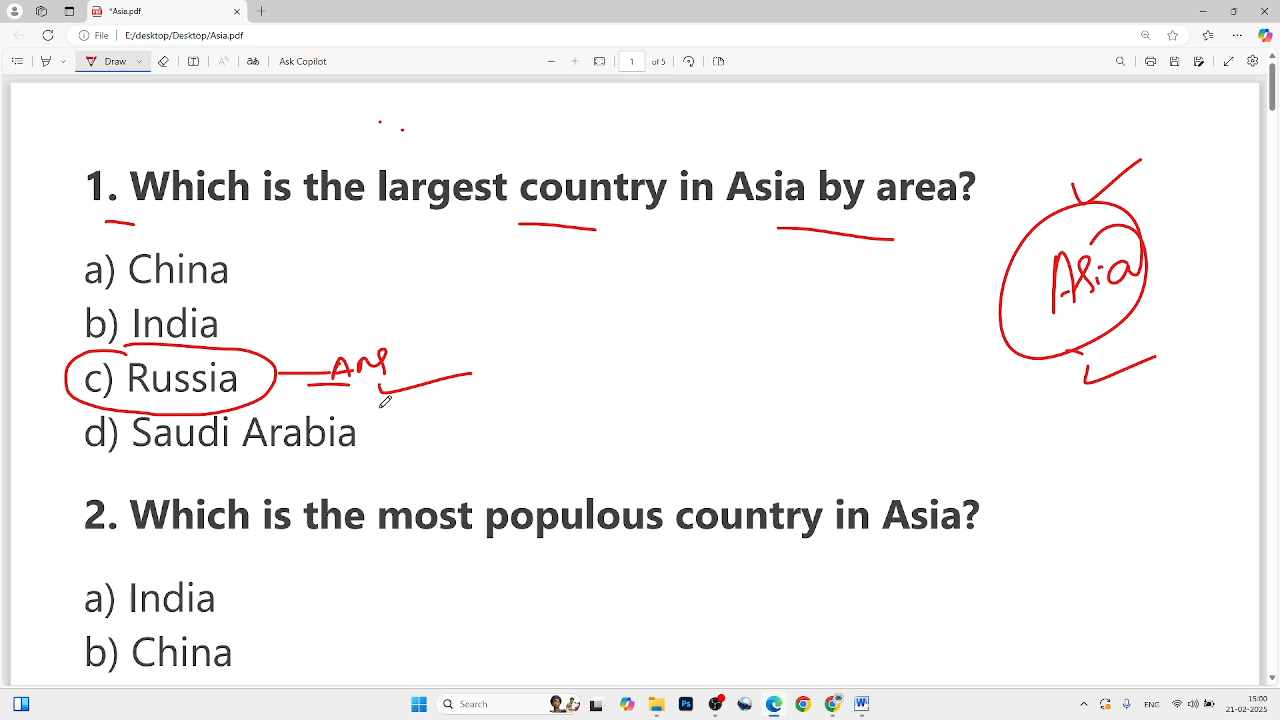 *Asia.pdf
File E:/desktop/Desktop/Asia.pdf
Draw Ask Copilot 1 of 5
1. Which is the largest country in Asia by area?
a) China
Asia
b) India
c) Russia Ans
d) Saudi Arabia
2. Which is the most populous country in Asia?
a) India
b) China
Search ENG 15:00
21-02-2025